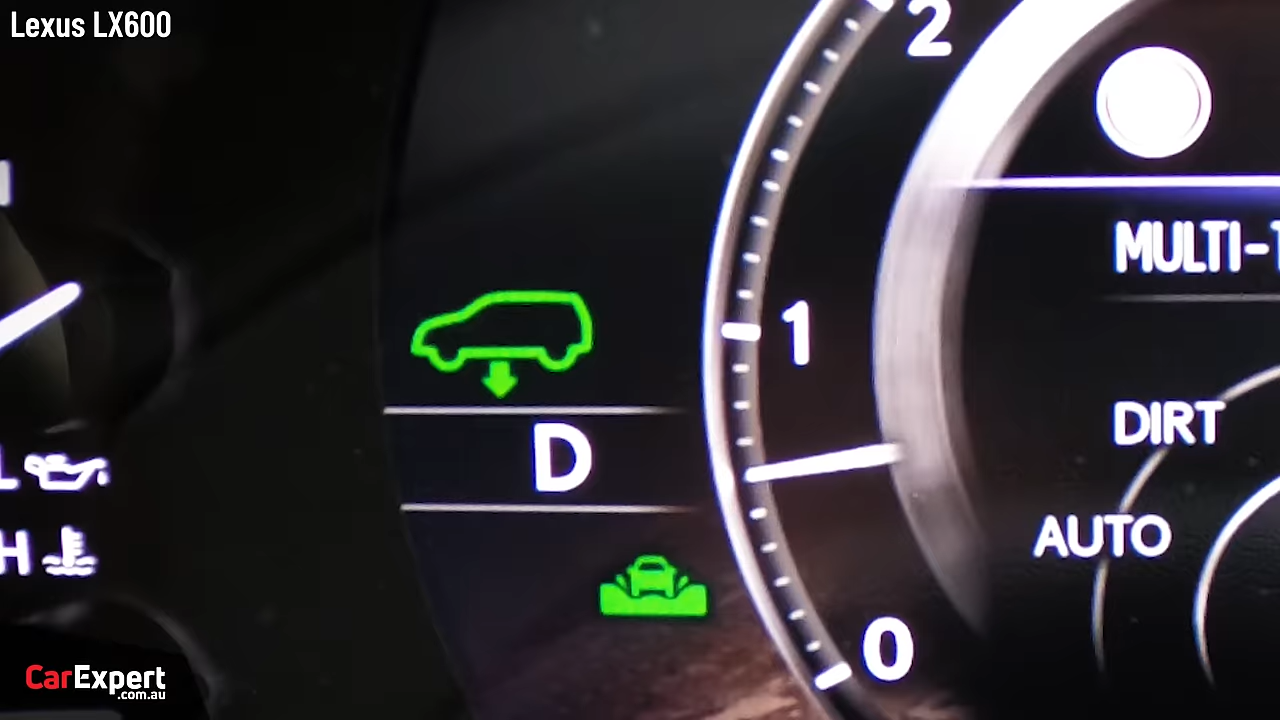 Lexus LX600
2
MULTI-
1
DIRT
D
AUTO
H
0
CarExpert
.com.au